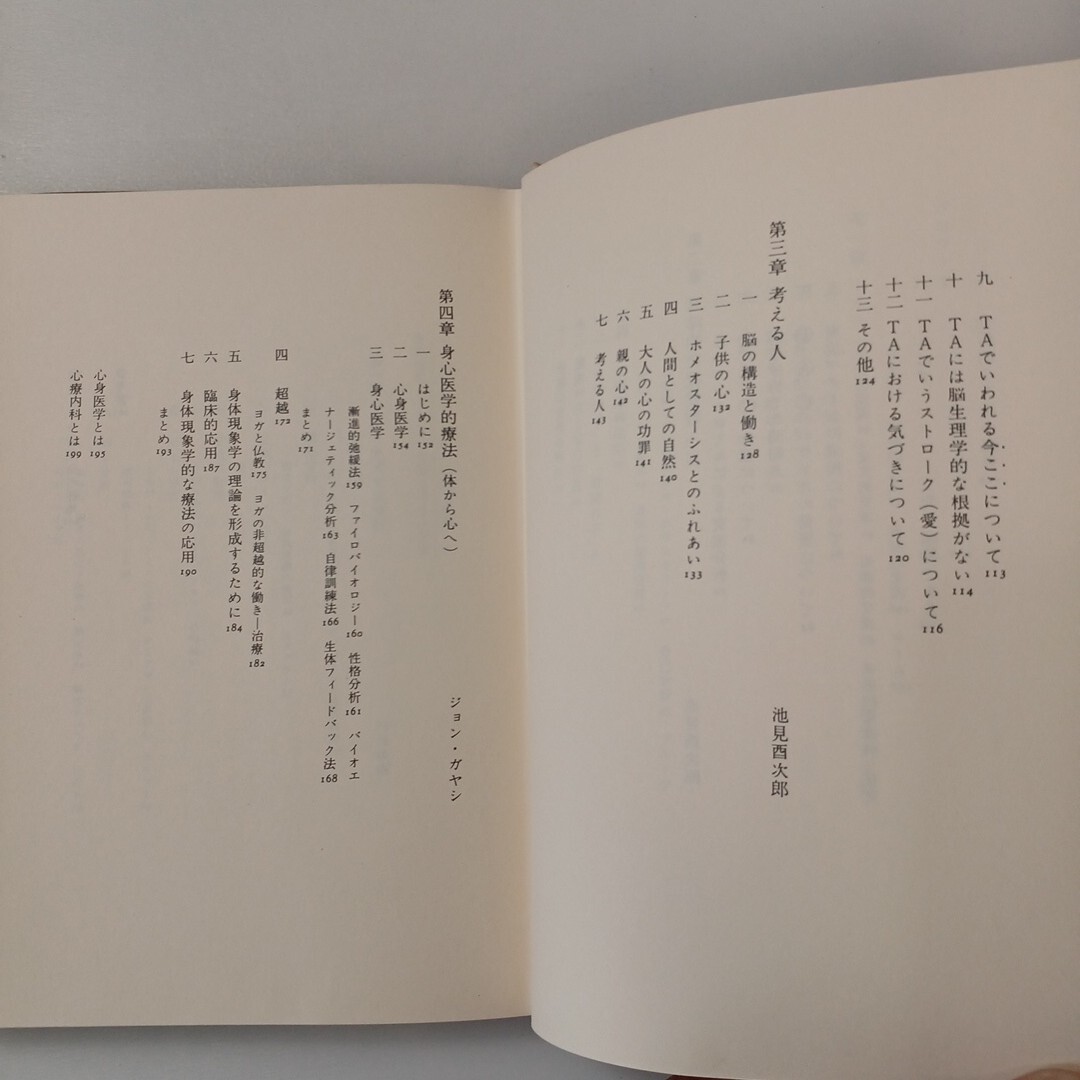 九 TAでいわれる今ここについて 113
十 TAには脳生理学的な根拠がない 114
十一 TAでいうストローク（愛）について 116
十二 TAにおける気づきについて 120
十三 その他 124
第三章 考える人 池見酉次郎
一 脳の構造と働き 128
二 子供の心 132
三 ホメオスターシスとのふれあい 133
四 人間としての自然 140
五 大人の心の功罪 141
六 親の心 142
七 考える人 143
第四章 身心医学的療法（体から心へ） ジョン・ガヤシ
一 はじめに 152
二 心身医学 154
三 身心医学
漸進的弛緩法 159 ファイロバイオロジー 160 性格分析 161 バイオエ
ナージェティック分析 163 自律訓練法 166 生体フィードバック法 168
まとめ 171
四 超越 172
ヨガと仏教 175 ヨガの非超越的な働き―治療 182
五 身体現象学の理論を形成するために 184
六 臨床的応用 187
七 身体現象学的な療法の応用 190
まとめ 193
心身医学とは 195
心療内科とは 199